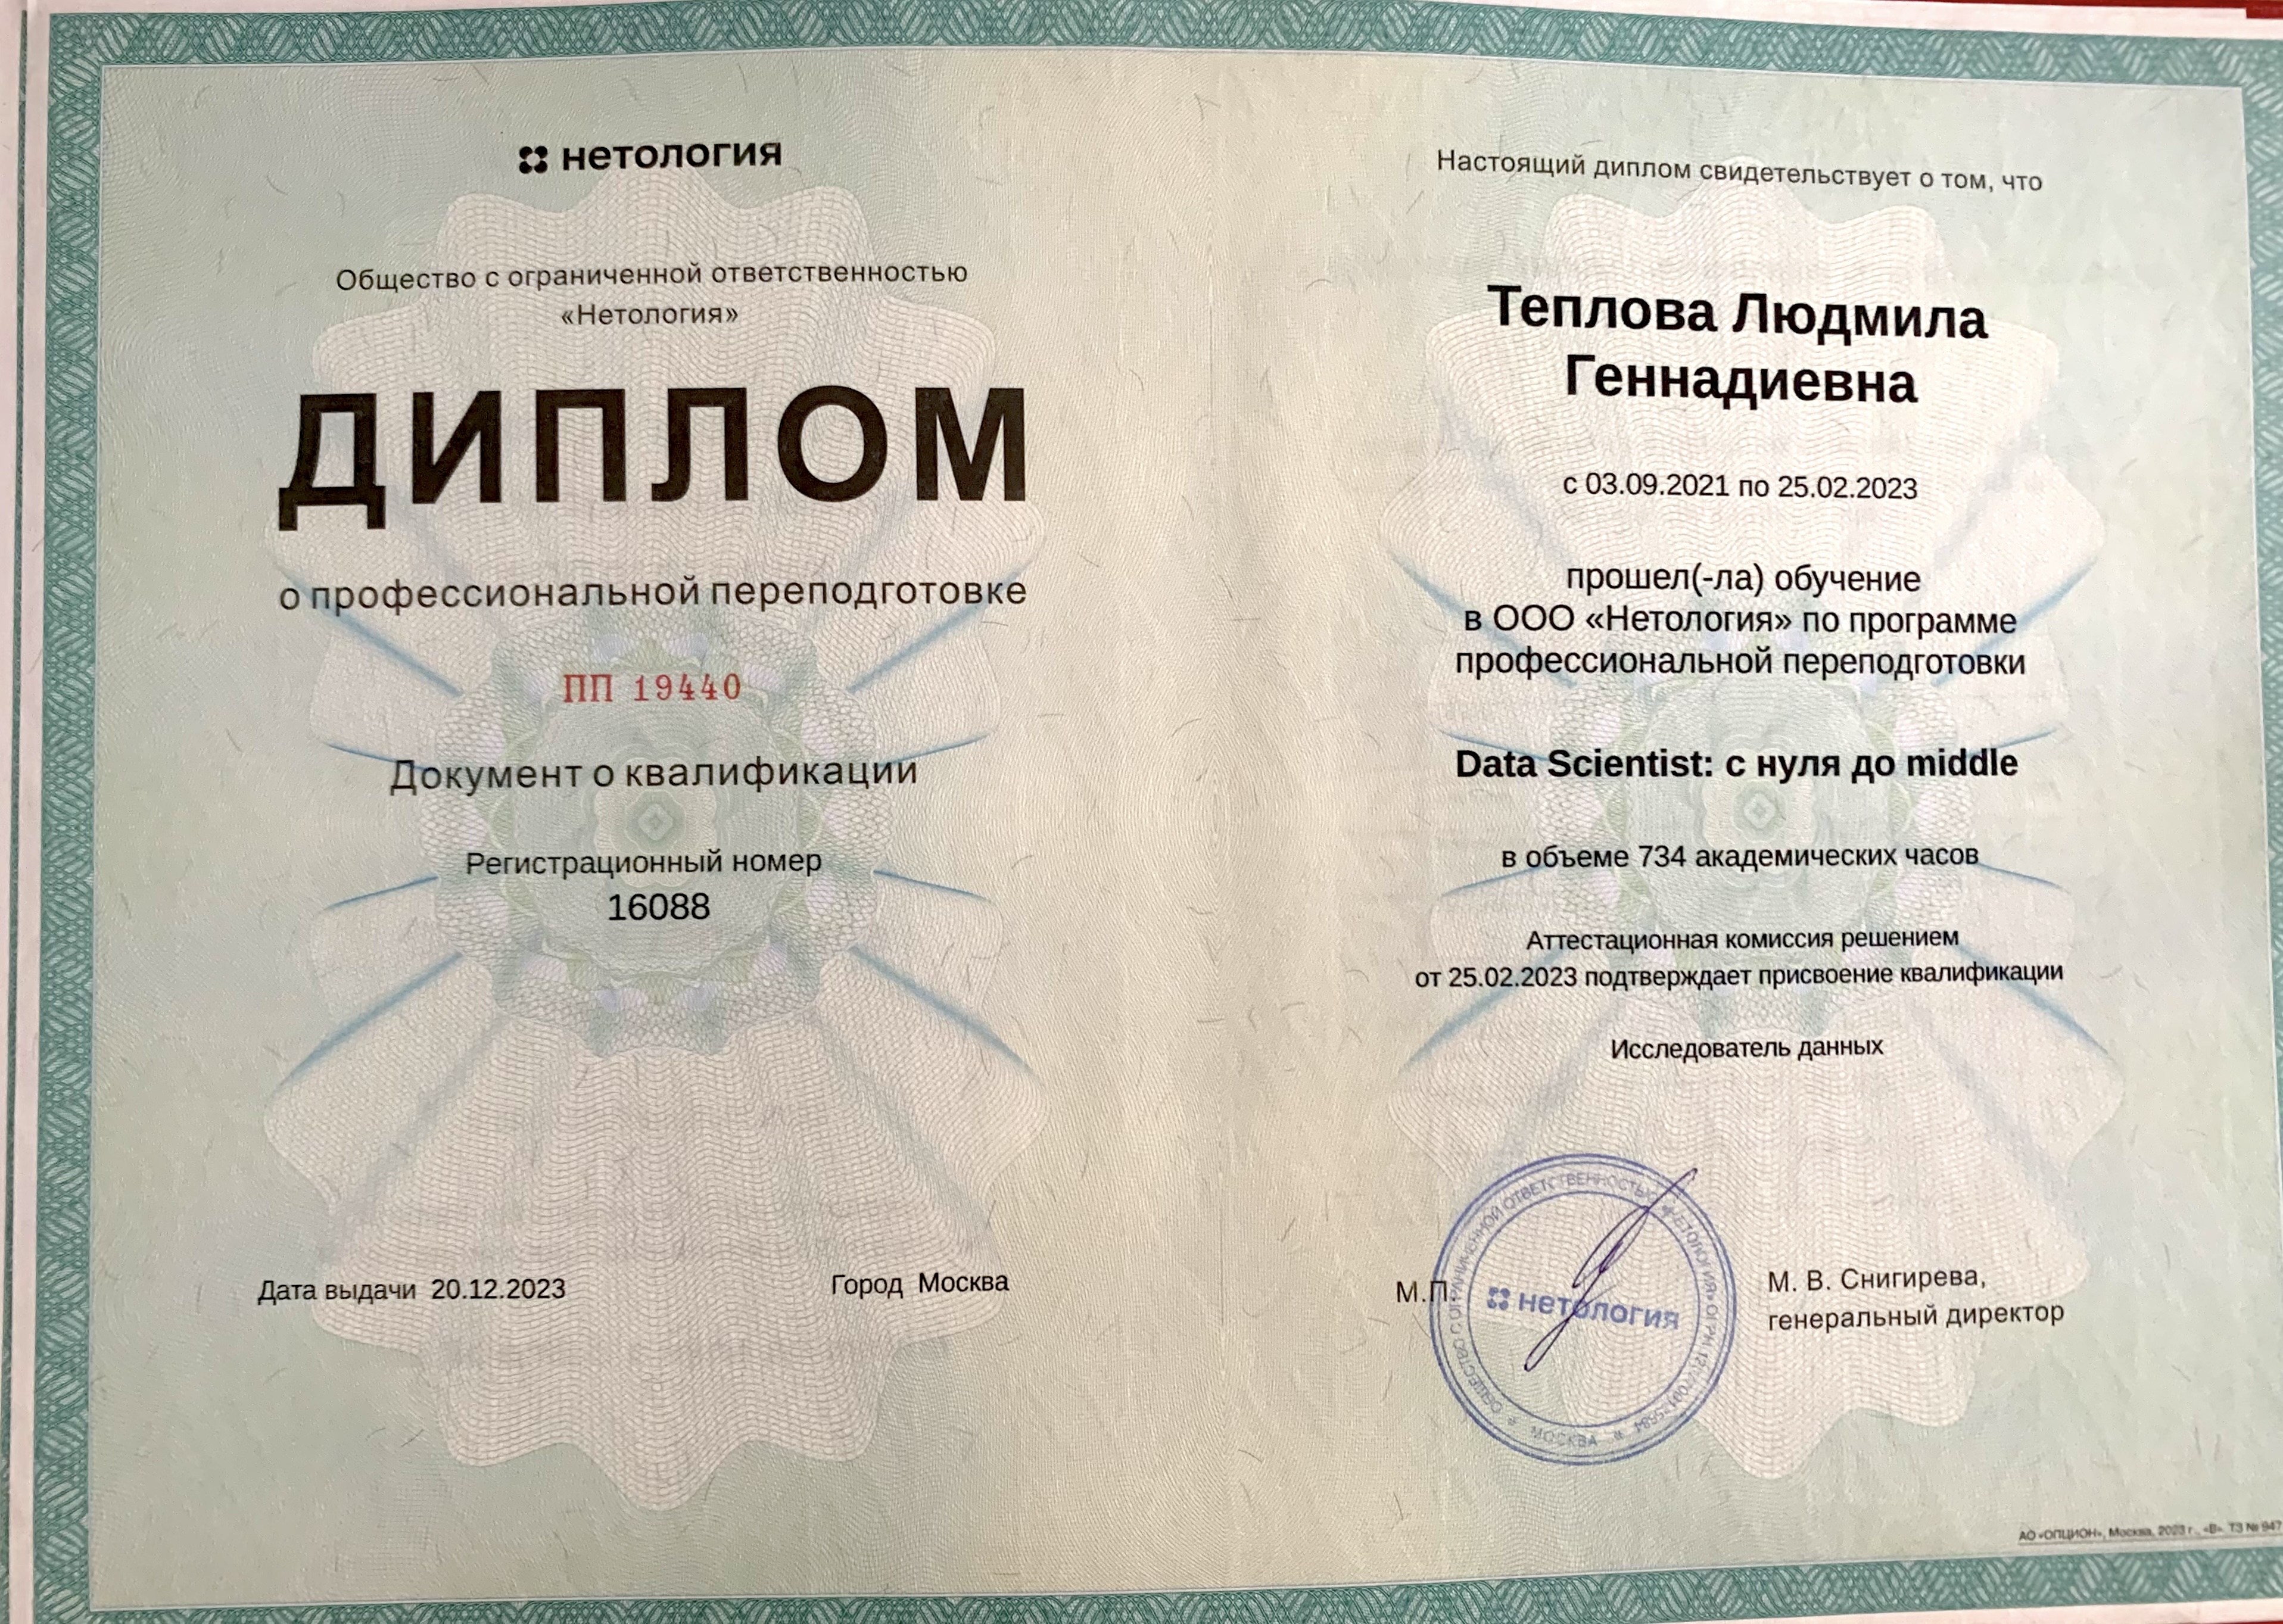 нетология
Общество с ограниченной ответственностью
«Нетология»
ДИПЛОМ
о профессиональной переподготовке
ПП 19440
Документ о квалификации
Регистрационный номер
16088
Дата выдачи 20.12.2023
Город Москва
Настоящий диплом свидетельствует о том, что
Теплова Людмила
Геннадиевна
с 03.09.2021 по 25.02.2023
прошел(-ла) обучение
в ООО «Нетология» по программе
профессиональной переподготовки
Data Scientist: с нуля до middle
в объеме 734 академических часов
Аттестационная комиссия решением
от 25.02.2023 подтверждает присвоение квалификации
Исследователь данных
М.П.
ОБЩЕСТВО С ОГРАНИЧЕННОЙ ОТВЕТСТВЕННОСТЬЮ «НЕТОЛОГИЯ» ОГРН
МОСКВА
нетология
М. В. Снигирева,
генеральный директор
АО «ОПЦИОН», Москва, 2023 г., «В». ТЗ № 947